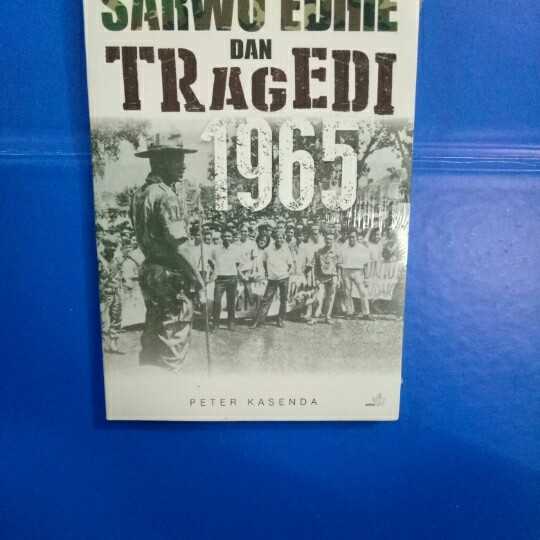 SARWO EDHIE
DAN
TRAGEDI
1965
PETER KASENDA